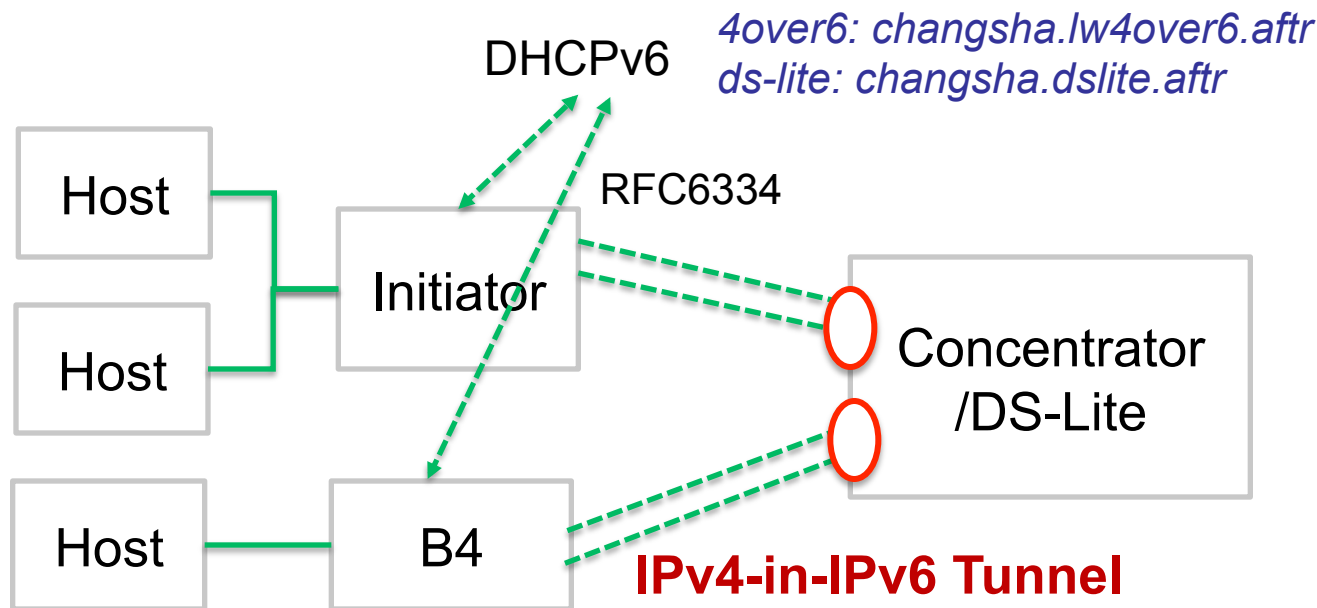 4over6: changsha.lw4over6.aftr
ds-lite: changsha.dslite.aftr
DHCPv6
Host
RFC6334
Initiator
Host
Concentrator
/DS-Lite
Host
B4
IPv4-in-IPv6 Tunnel